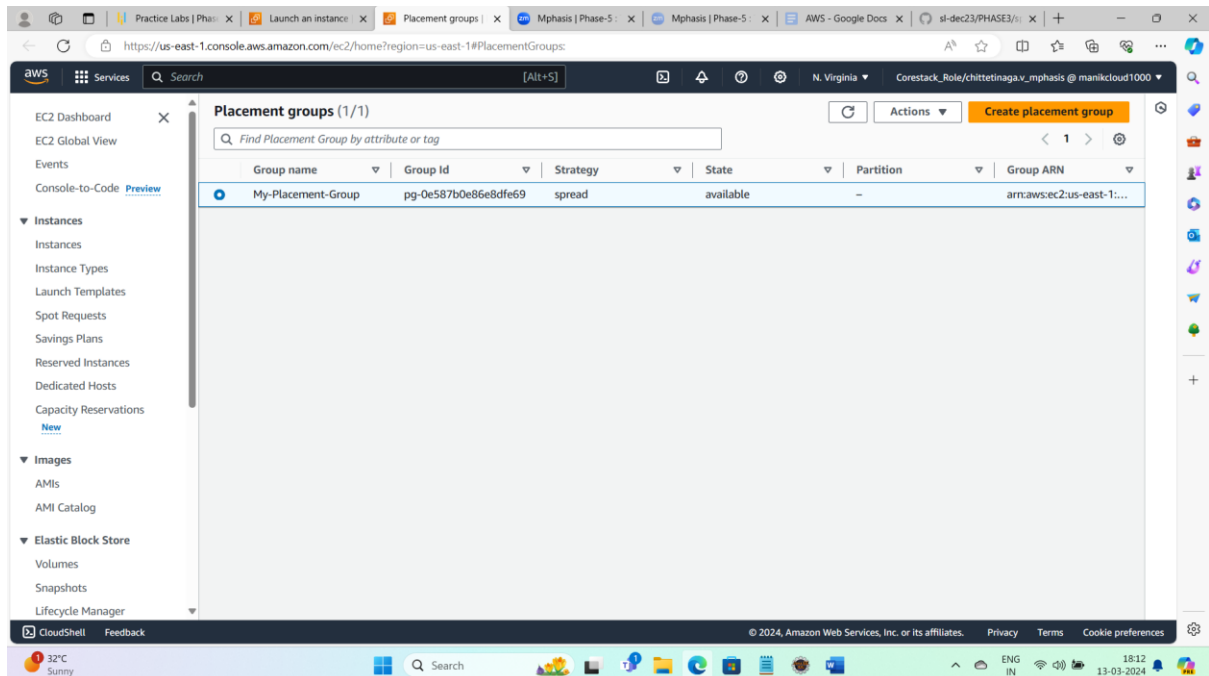 Practice Labs | Phas
Launch an instance |
Placement groups |
Mphasis | Phase-5 :
Mphasis | Phase-5 :
AWS - Google Docs
sl-dec23/PHASE3/s
https://us-east-1.console.aws.amazon.com/ec2/home?region=us-east-1#PlacementGroups:
aws Services Search [Alt+S] N. Virginia ▼ Corestack_Role/chittetinaga.v_mphasis @ manikcloud1000 ▼
EC2 Dashboard
EC2 Global View
Events
Console-to-Code Preview
▼ Instances
Instances
Instance Types
Launch Templates
Spot Requests
Savings Plans
Reserved Instances
Dedicated Hosts
Capacity Reservations
New
▼ Images
AMIs
AMI Catalog
▼ Elastic Block Store
Volumes
Snapshots
Lifecycle Manager
Placement groups (1/1)
Actions ▼
Create placement group
Find Placement Group by attribute or tag
< 1 >
Group name Group Id Strategy State Partition Group ARN
My-Placement-Group pg-0e587b0e86e8dfe69 spread available – arn:aws:ec2:us-east-1:...
CloudShell Feedback © 2024, Amazon Web Services, Inc. or its affiliates. Privacy Terms Cookie preferences
1
32°C
Sunny
Search
1
ENG
IN
18:12
13-03-2024
PRE